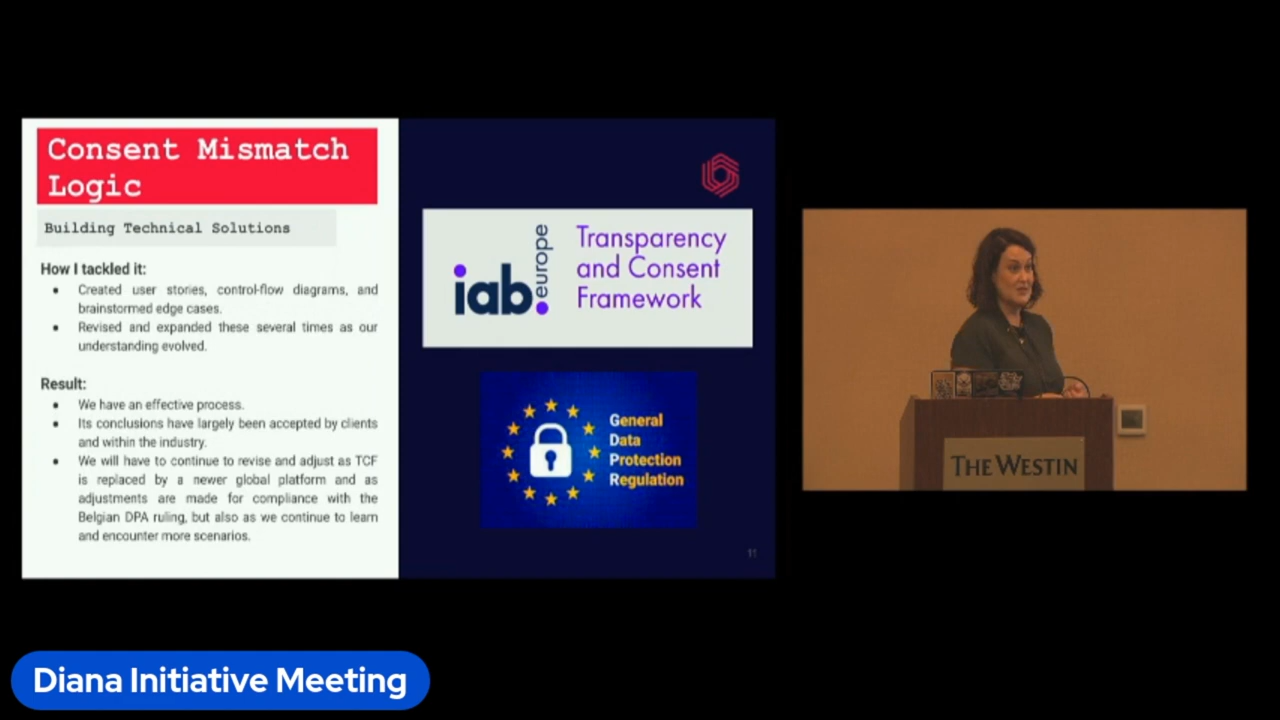 Consent Mismatch
Logic
Building Technical Solutions
How I tackled it:
Created user stories, control-flow diagrams, and
brainstormed edge cases.
Revised and expanded these several times as our
understanding evolved.
Result:
We have an effective process.
Its conclusions have largely been accepted by clients
and within the industry.
We will have to continue to revise and adjust as TCF
is replaced by a newer global platform and as
adjustments are made for compliance with the
Belgian DPA ruling, but also as we continue to learn
and encounter more scenarios.
iab.
europe
Transparency
and Consent
Framework
General
Data
Protection
Regulation
11
THE WESTIN
Diana Initiative Meeting